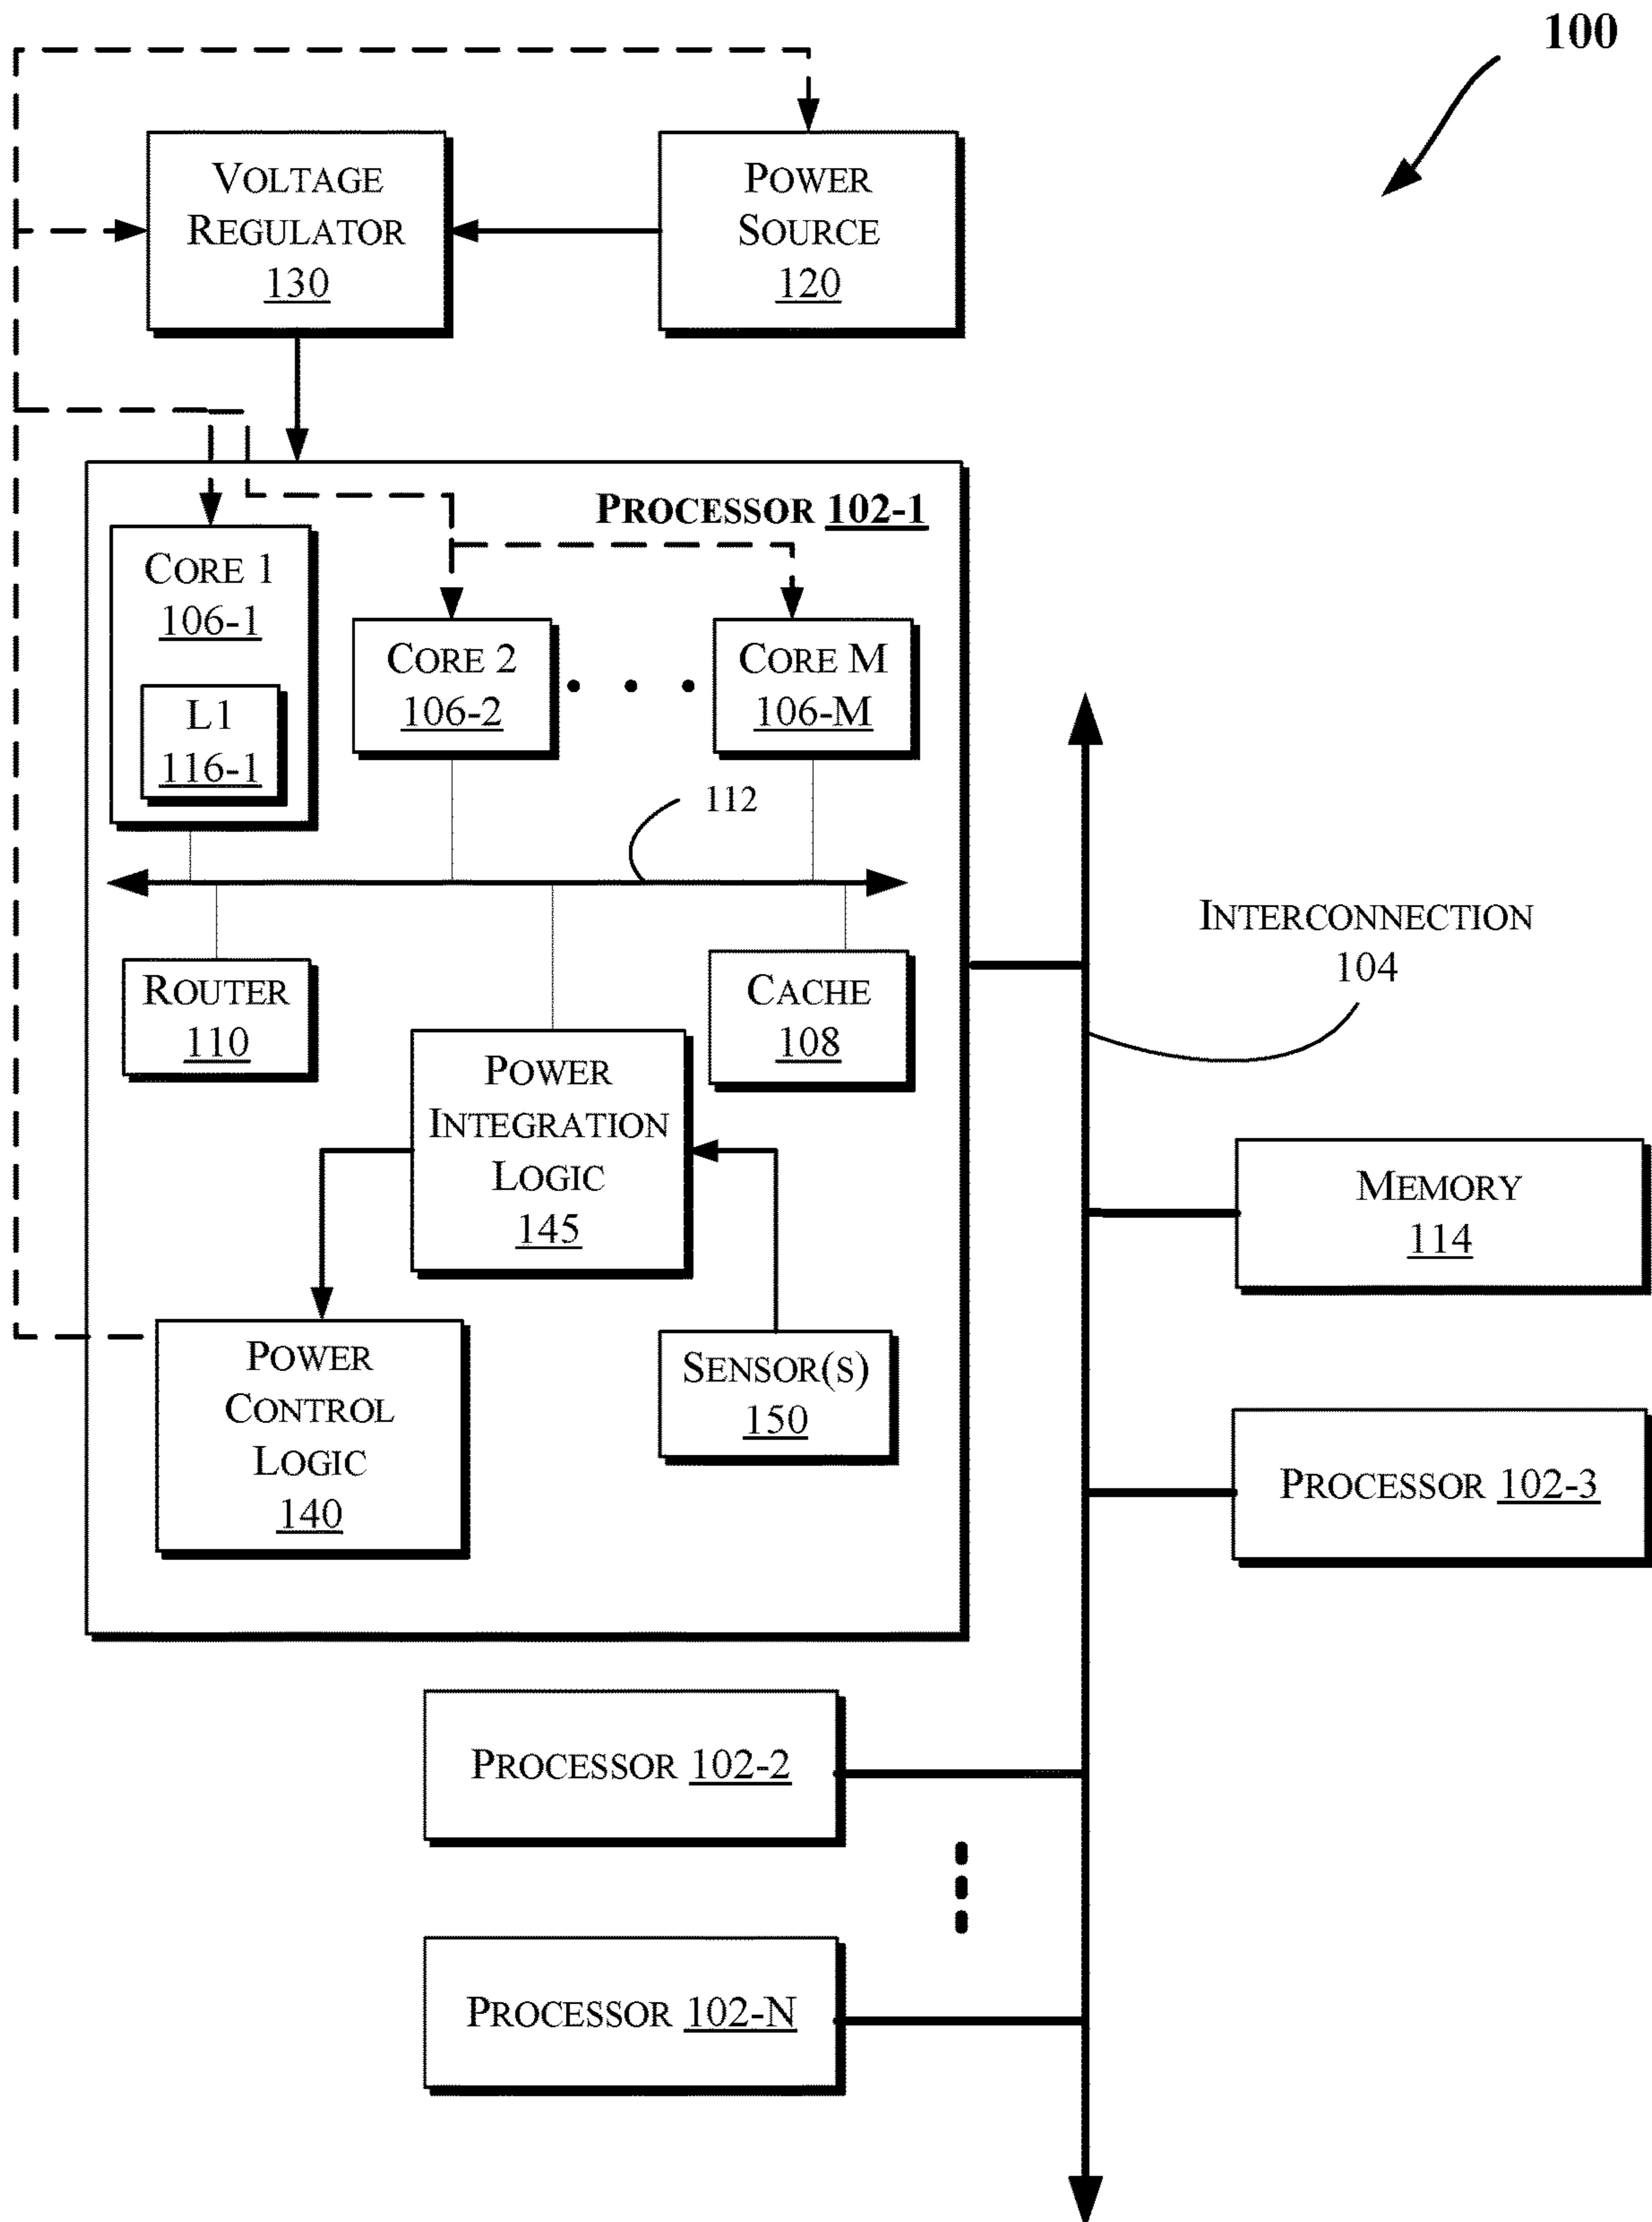 100
VOLTAGE
REGULATOR
130
POWER
SOURCE
120
PROCESSOR 102-1
CORE 1
106-1
L1
116-1
CORE 2
106-2
CORE M
106-M
112
INTERCONNECTION
104
ROUTER
110
CACHE
108
POWER
INTEGRATION
LOGIC
145
MEMORY
114
POWER
CONTROL
LOGIC
140
SENSOR(S)
150
PROCESSOR 102-3
PROCESSOR 102-2
PROCESSOR 102-N